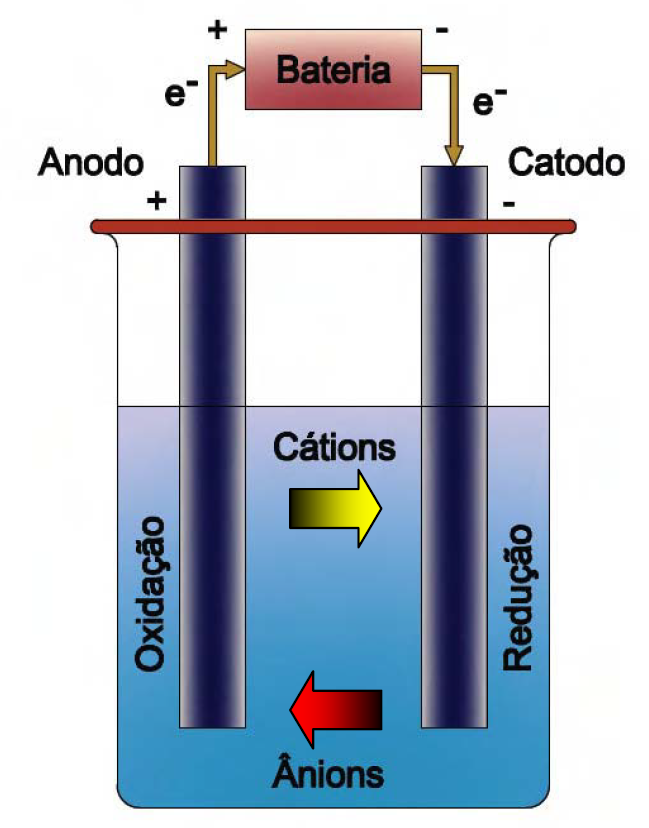 +
-
Bateria
e-
e-
Anodo
Catodo
+
-
Cátions
Oxidação
Redução
Ânions